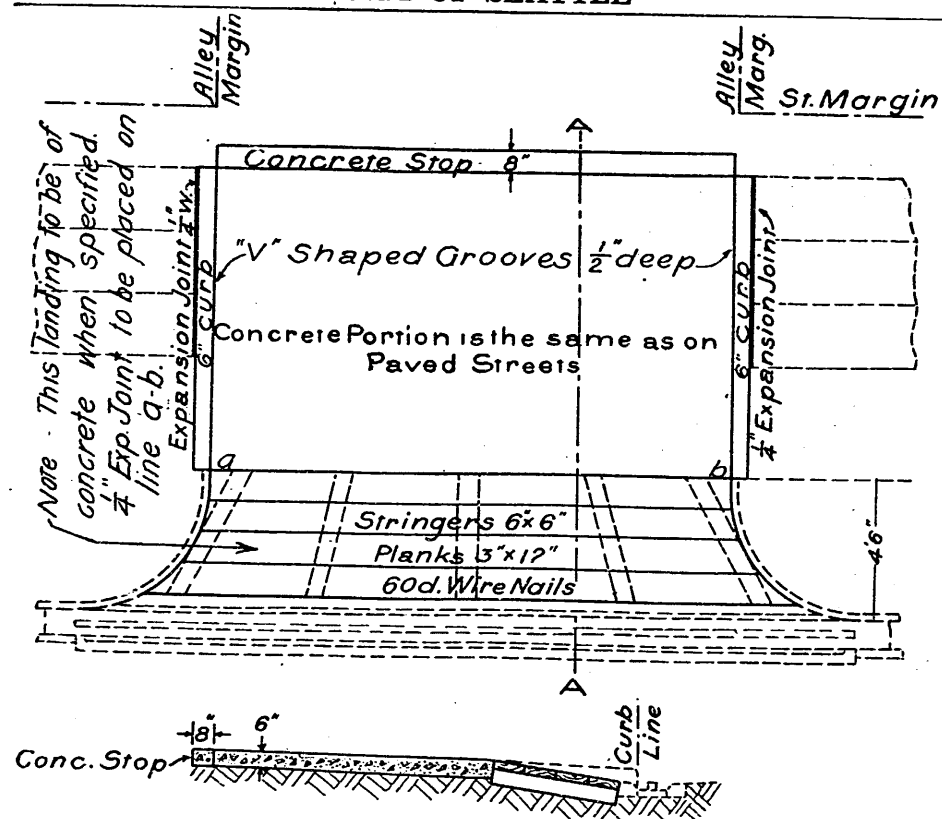 Alley
Margin
Alley
Marg.
St. Margin
Note - This landing to be of
concrete when specified.
1/4" Exp. Joint to be placed on
line a-b.
Concrete Stop 8"
Expansion Joint 1/4" W.
6" Curb
"V" Shaped Grooves 1/2" deep
6" Curb
1/4" Expansion Joint
Concrete Portion is the same as on
Paved Streets
A
a
b
Stringers 6"x6"
Planks 3"x12"
60d. Wire Nails
4'6"
A
8"
6"
Curb
Line
Conc. Stop